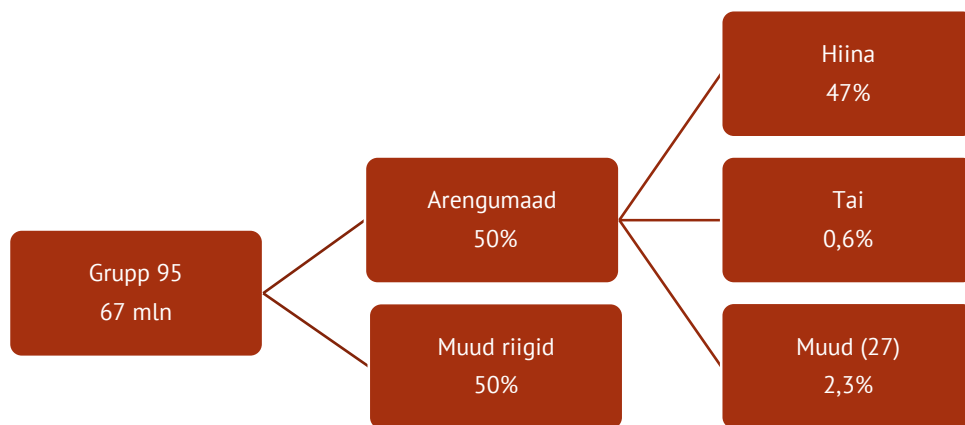 Grupp 95
67 mln
Arengumaad
50%
Muud riigid
50%
Hiina
47%
Tai
0,6%
Muud (27)
2,3%